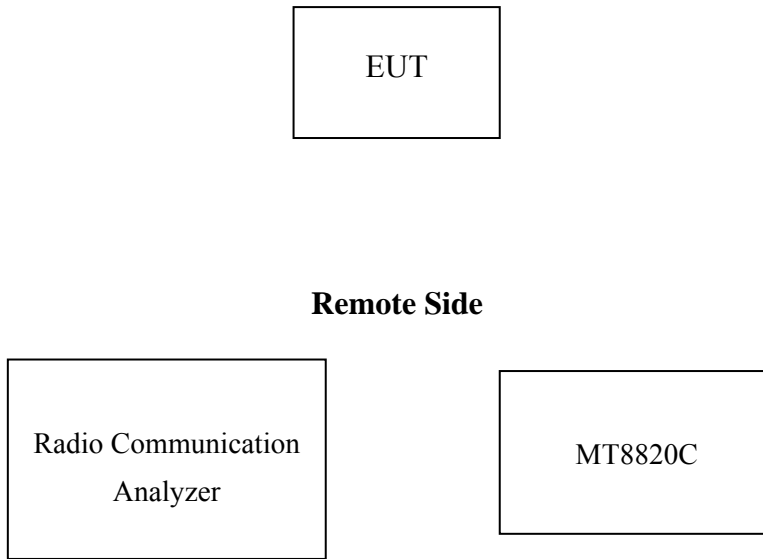 EUT
Remote Side
Radio Communication
Analyzer
MT8820C